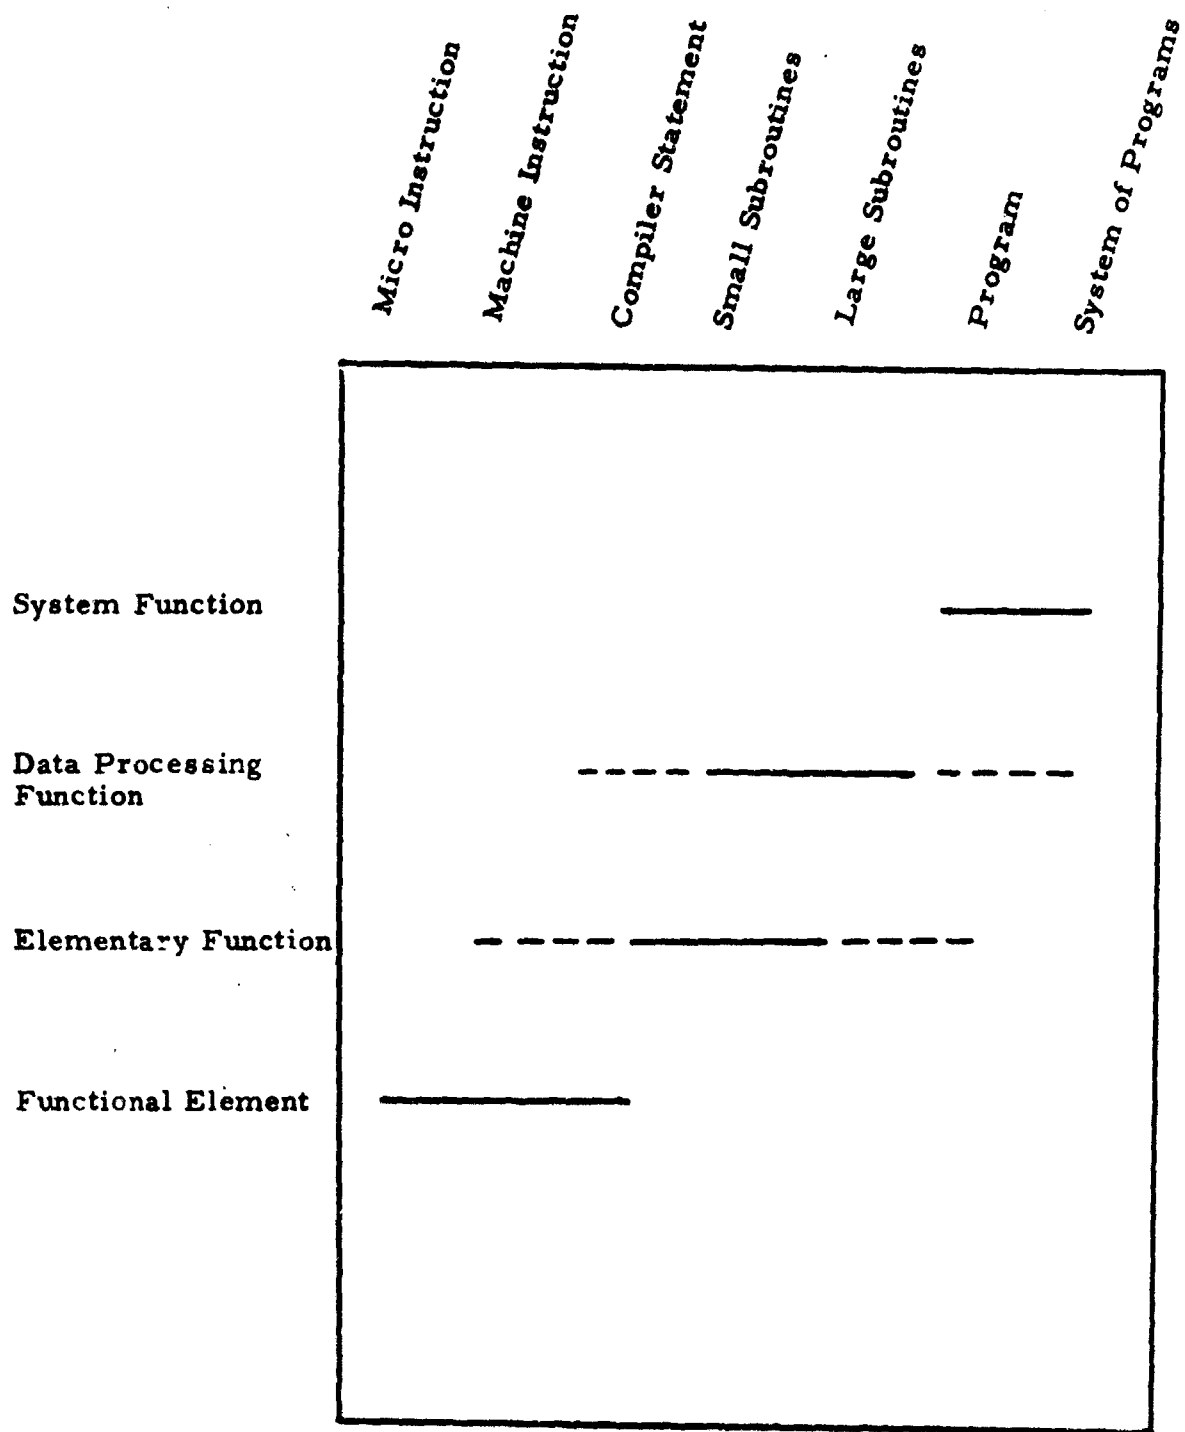 Micro Instruction
Machine Instruction
Compiler Statement
Small Subroutines
Large Subroutines
Program
System of Programs
System Function
Data Processing
Function
Elementary Function
Functional Element